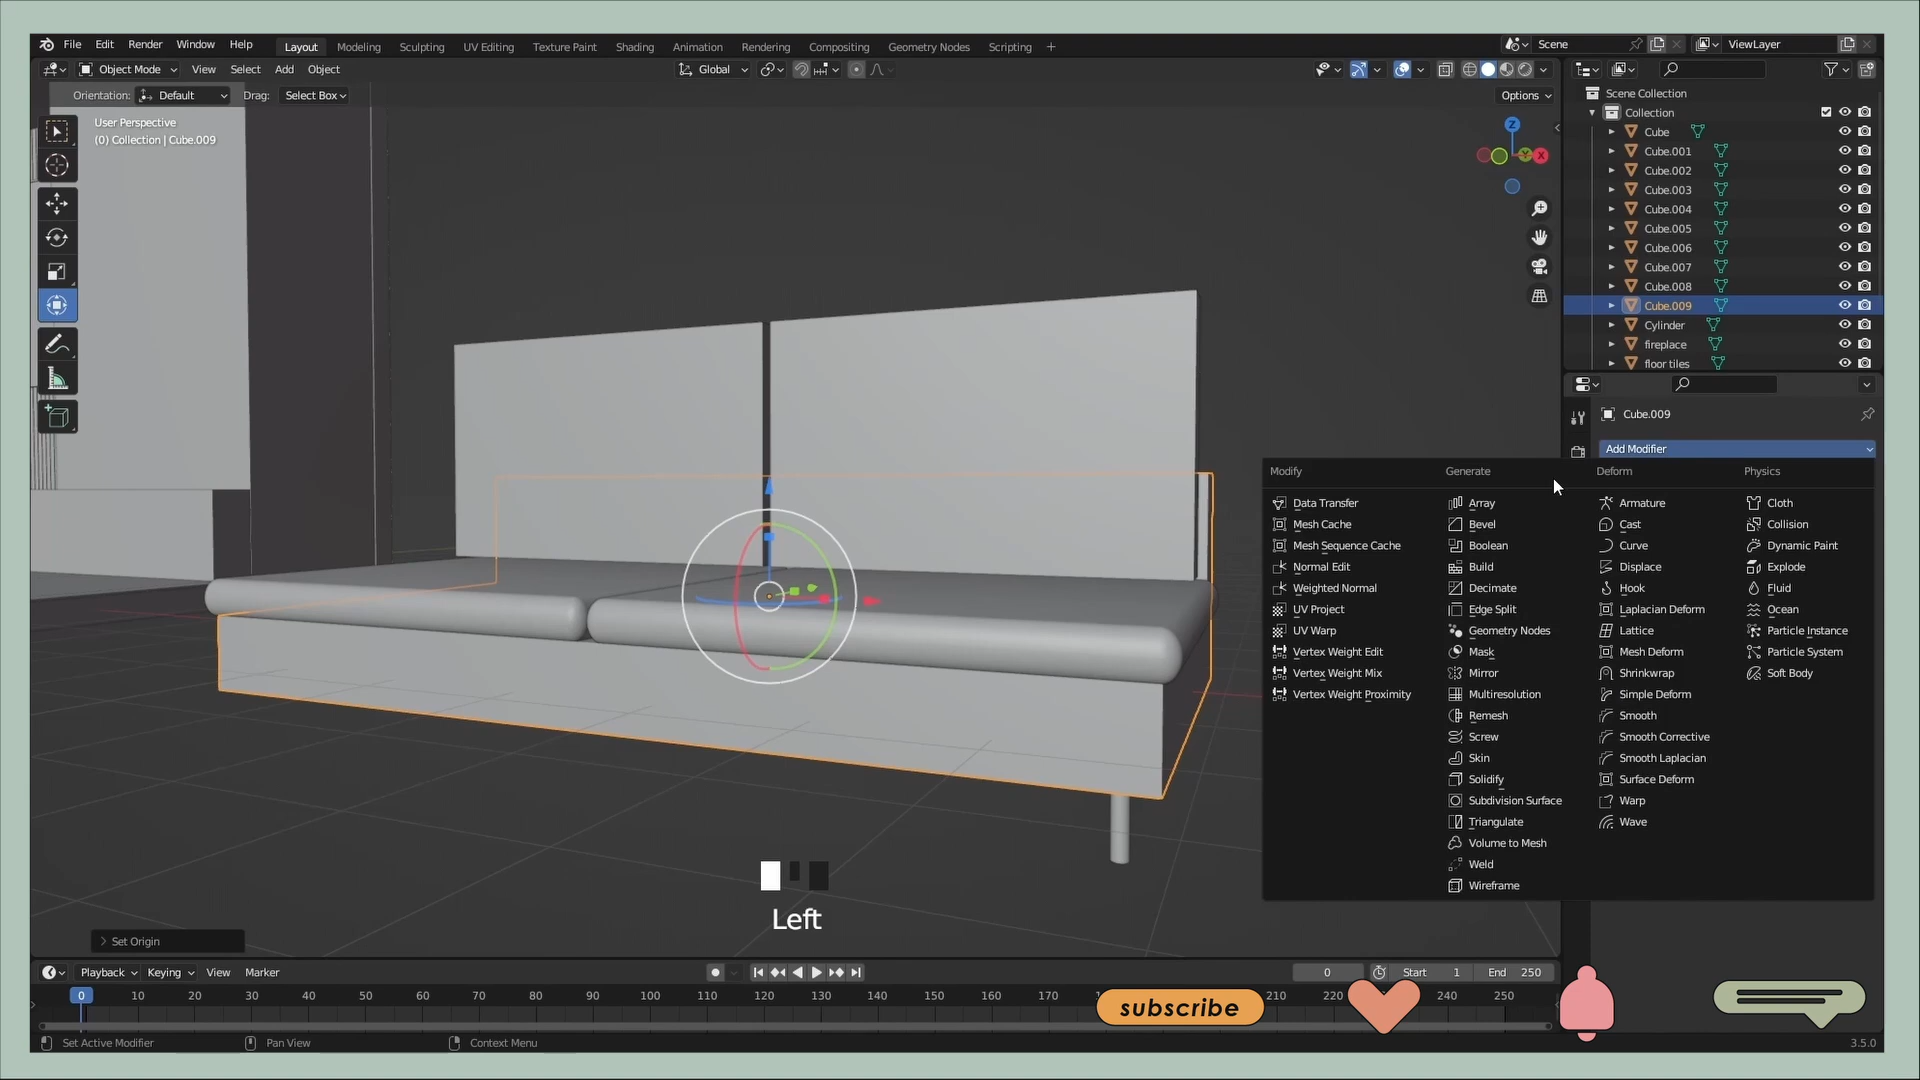 File Edit Render Window Help
Layout Modeling Sculpting UV Editing Texture Paint Shading Animation Rendering Compositing Geometry Nodes Scripting +
Scene
ViewLayer
Object Mode View Select Add Object
Global
Orientation: Default Drag: Select Box
Options
User Perspective
(0) Collection | Cube.009
Z
Y
X
Scene Collection
Collection
Cube
Cube.001
Cube.002
Cube.003
Cube.004
Cube.005
Cube.006
Cube.007
Cube.008
Cube.009
Cylinder
fireplace
floor tiles
Cube.009
Add Modifier
Modify
Data Transfer
Mesh Cache
Mesh Sequence Cache
Normal Edit
Weighted Normal
UV Project
UV Warp
Vertex Weight Edit
Vertex Weight Mix
Vertex Weight Proximity
Generate
Array
Bevel
Boolean
Build
Decimate
Edge Split
Geometry Nodes
Mask
Mirror
Multiresolution
Remesh
Screw
Skin
Solidify
Subdivision Surface
Triangulate
Volume to Mesh
Weld
Wireframe
Deform
Armature
Cast
Curve
Displace
Hook
Laplacian Deform
Lattice
Mesh Deform
Shrinkwrap
Simple Deform
Smooth
Smooth Corrective
Smooth Laplacian
Surface Deform
Warp
Wave
Physics
Cloth
Collision
Dynamic Paint
Explode
Fluid
Ocean
Particle Instance
Particle System
Soft Body
Left
Set Origin
Playback Keying View Marker
0
Start 1 End 250
0 10 20 30 40 50 60 70 80 90 100 110 120 130 140 150 160 170 210 220 240 250
subscribe
Set Active Modifier Pan View Context Menu
3.5.0